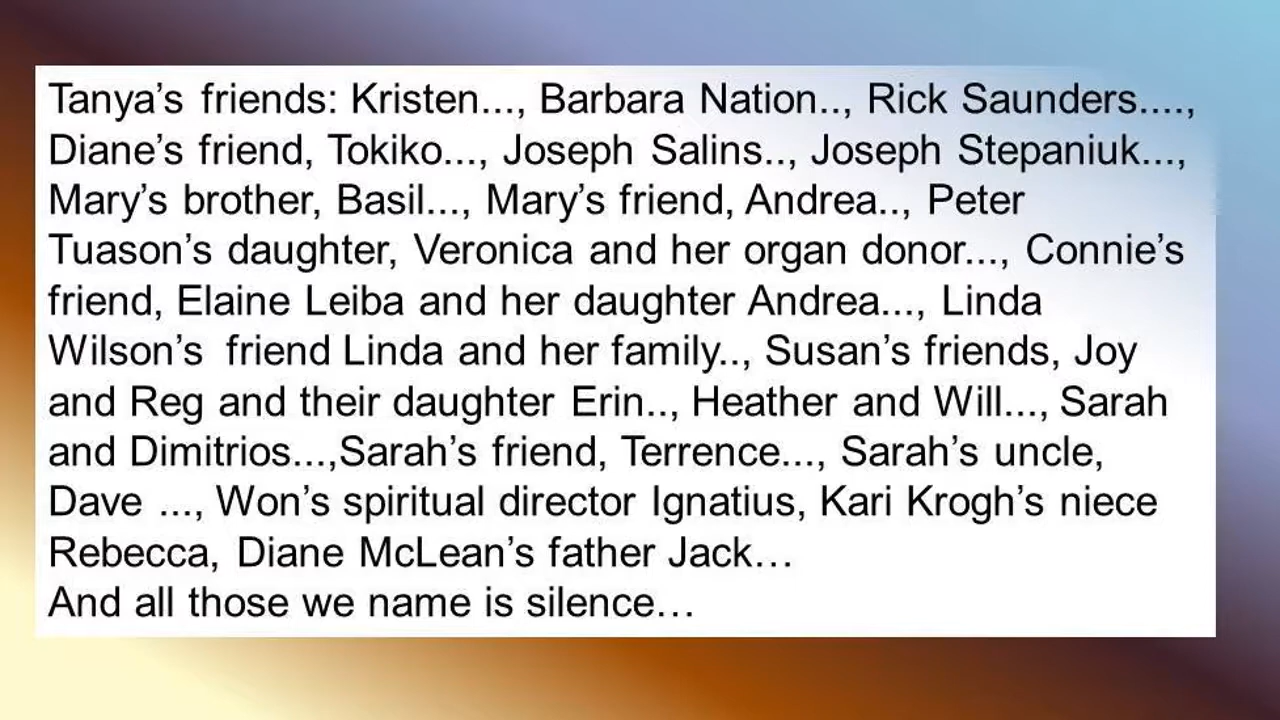 Tanya’s friends: Kristen..., Barbara Nation.., Rick Saunders....,
Diane’s friend, Tokiko..., Joseph Salins.., Joseph Stepaniuk...,
Mary’s brother, Basil..., Mary’s friend, Andrea.., Peter
Tuason’s daughter, Veronica and her organ donor..., Connie’s
friend, Elaine Leiba and her daughter Andrea..., Linda
Wilson’s friend Linda and her family.., Susan’s friends, Joy
and Reg and their daughter Erin.., Heather and Will..., Sarah
and Dimitrios...,Sarah’s friend, Terrence..., Sarah’s uncle,
Dave ..., Won’s spiritual director Ignatius, Kari Krogh’s niece
Rebecca, Diane McLean’s father Jack…
And all those we name is silence…